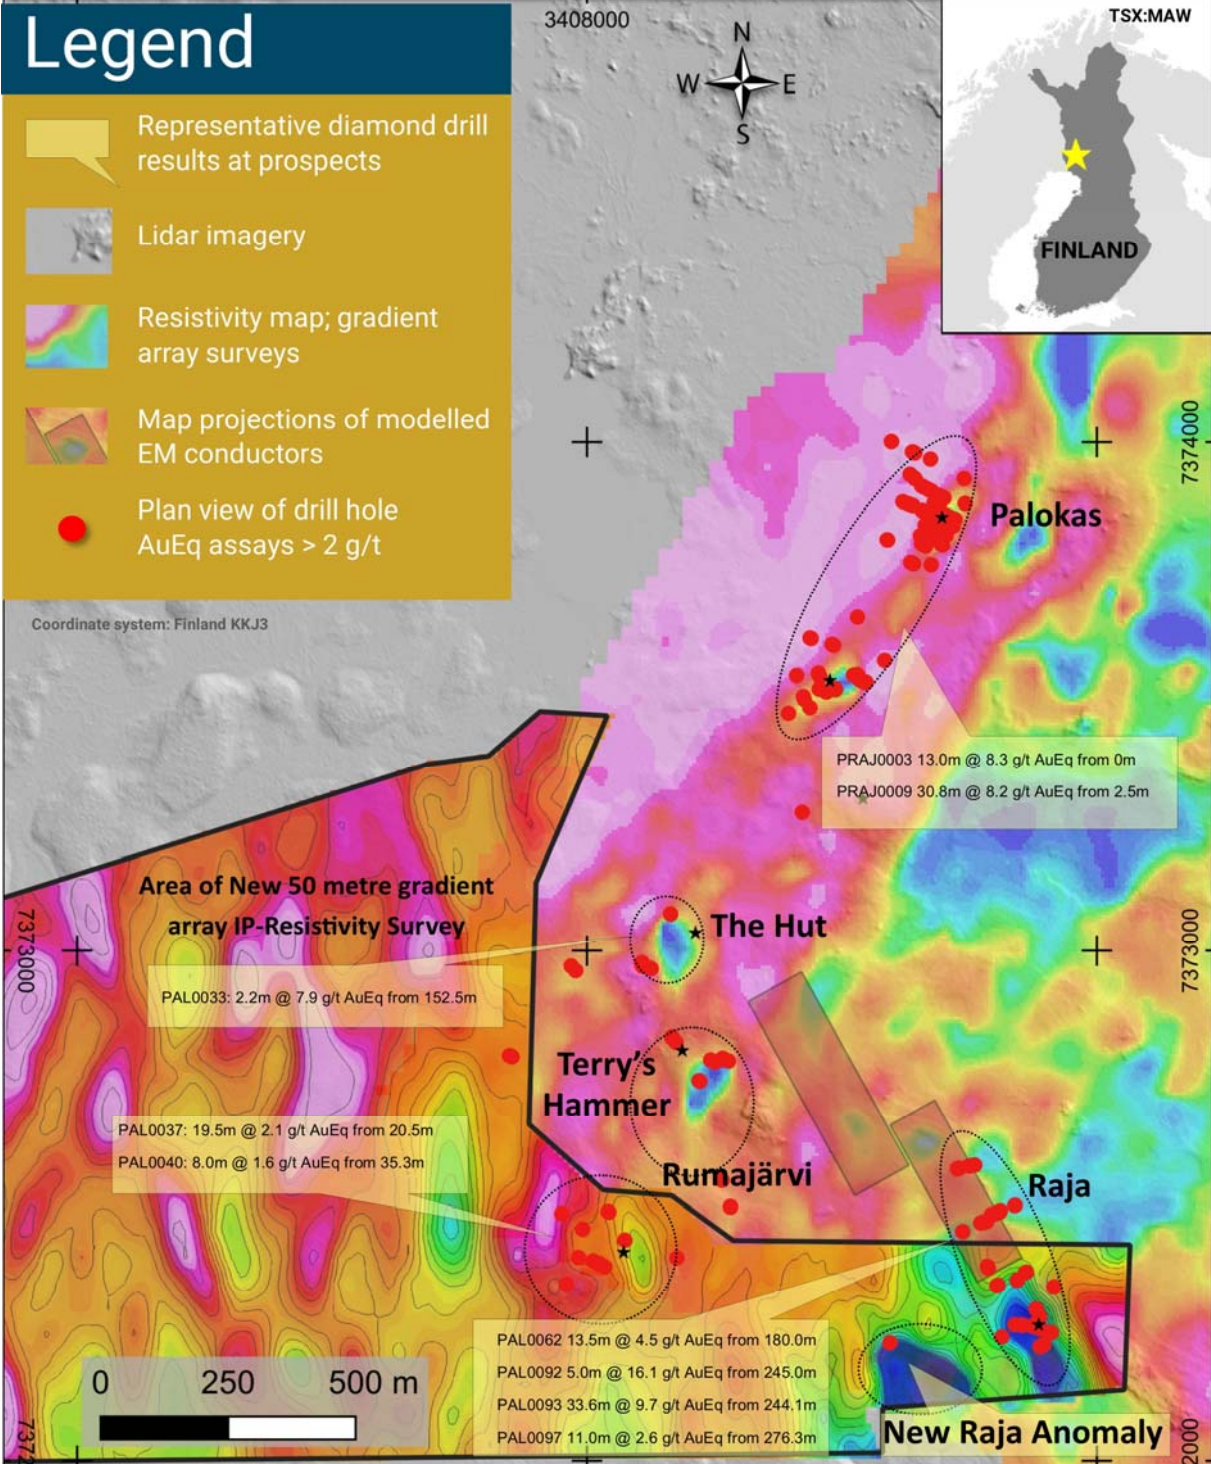 Legend
Representative diamond drill
results at prospects
Lidar imagery
Resistivity map; gradient
array surveys
Map projections of modelled
EM conductors
Plan view of drill hole
AuEq assays > 2 g/t
Coordinate system: Finland KKJ3
3408000
N
W
E
S
TSX:MAW
FINLAND
7374000
Palokas
PRAJ0003 13.0m @ 8.3 g/t AuEq from 0m
PRAJ0009 30.8m @ 8.2 g/t AuEq from 2.5m
Area of New 50 metre gradient
array IP-Resistivity Survey
The Hut
7373000
7373000
PAL0033: 2.2m @ 7.9 g/t AuEq from 152.5m
Terry's
Hammer
PAL0037: 19.5m @ 2.1 g/t AuEq from 20.5m
PAL0040: 8.0m @ 1.6 g/t AuEq from 35.3m
Rumajärvi
Raja
PAL0062 13.5m @ 4.5 g/t AuEq from 180.0m
PAL0092 5.0m @ 16.1 g/t AuEq from 245.0m
PAL0093 33.6m @ 9.7 g/t AuEq from 244.1m
PAL0097 11.0m @ 2.6 g/t AuEq from 276.3m
0 250 500 m
New Raja Anomaly
7372
2000